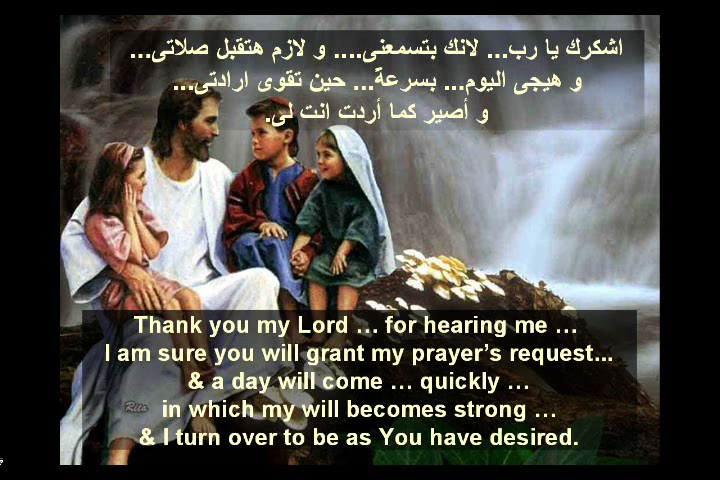 اشكرك يا رب... لانك بتسمعنى.... و لازم هتقبل صلاتى...
و هيجى اليوم... بسرعةً... حين تقوى ارادتى...
و أصير كما أردت انت لى.
Thank you my Lord … for hearing me …
I am sure you will grant my prayer’s request...
& a day will come … quickly …
in which my will becomes strong …
& I turn over to be as You have desired.
Rita